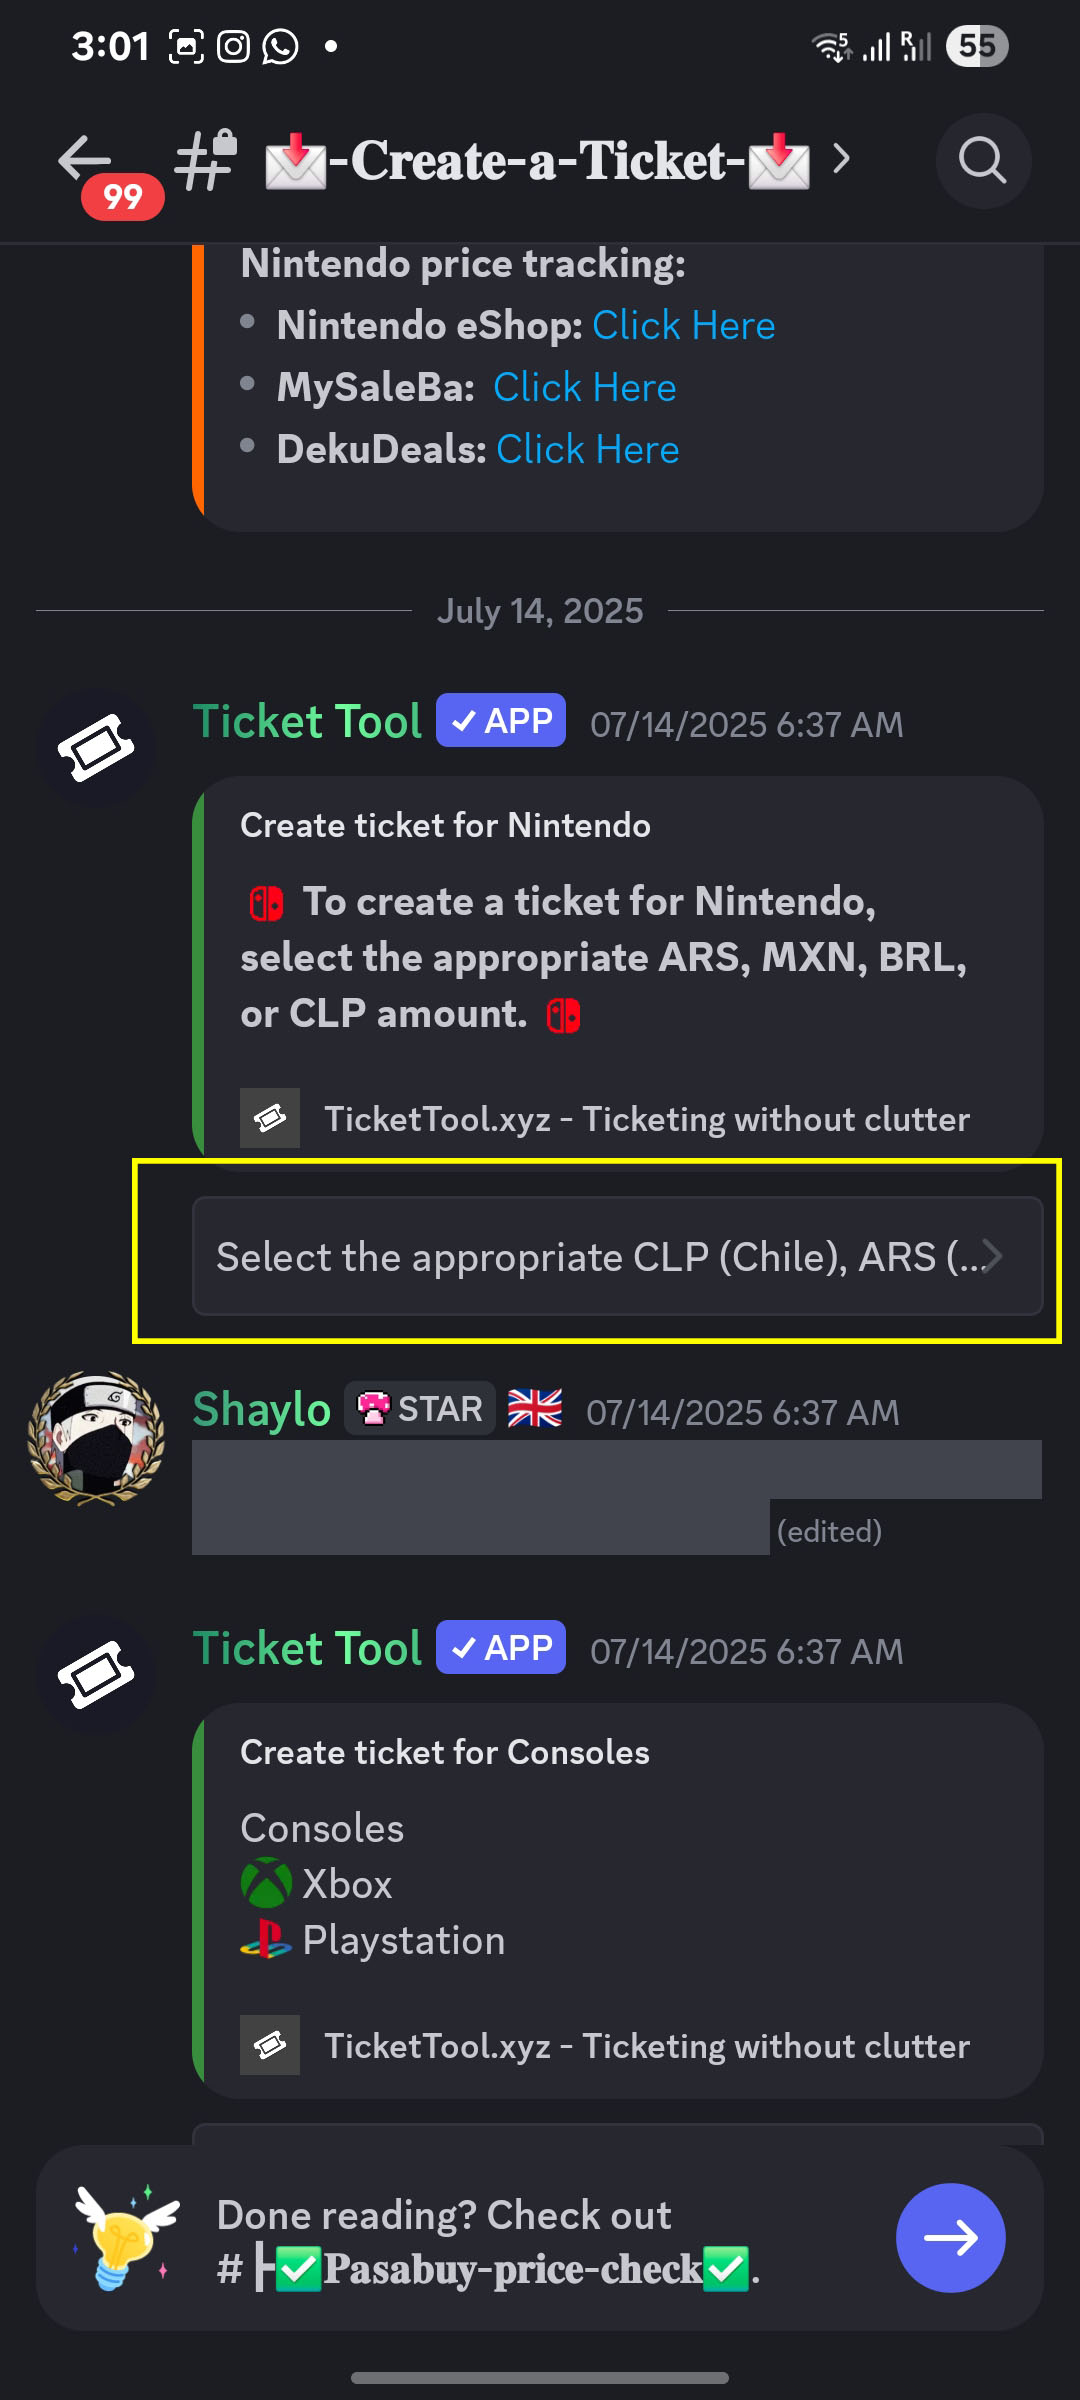 3:01
5
R
55
99
📩-Create-a-Ticket-📩
Nintendo price tracking:
• Nintendo eShop: Click Here
• MySaleBa: Click Here
• DekuDeals: Click Here
July 14, 2025
Ticket Tool ✓ APP 07/14/2025 6:37 AM
Create ticket for Nintendo
To create a ticket for Nintendo,
select the appropriate ARS, MXN, BRL,
or CLP amount.
TicketTool.xyz - Ticketing without clutter
Select the appropriate CLP (Chile), ARS (...
Shaylo STAR 🇬🇧 07/14/2025 6:37 AM
(edited)
Ticket Tool ✓ APP 07/14/2025 6:37 AM
Create ticket for Consoles
Consoles
Xbox
Playstation
TicketTool.xyz - Ticketing without clutter
Done reading? Check out
# ┣✅Pasabuy-price-check✅.